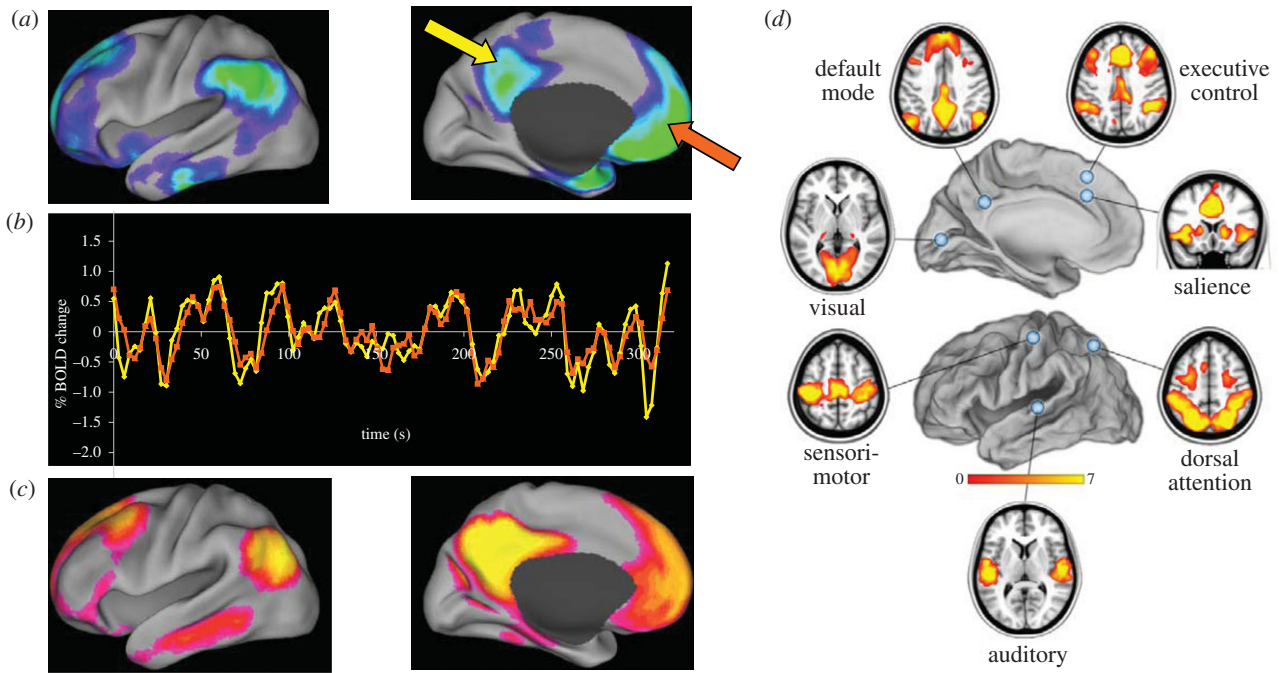 (a)
(b)
1.5
1.0
0.5
0
−0.5
−1.0
−1.5
−2.0
% BOLD change
0
50
100
150
200
250
300
time (s)
(c)
(d)
default
mode
executive
control
visual
salience
sensori-
motor
dorsal
attention
0
7
auditory